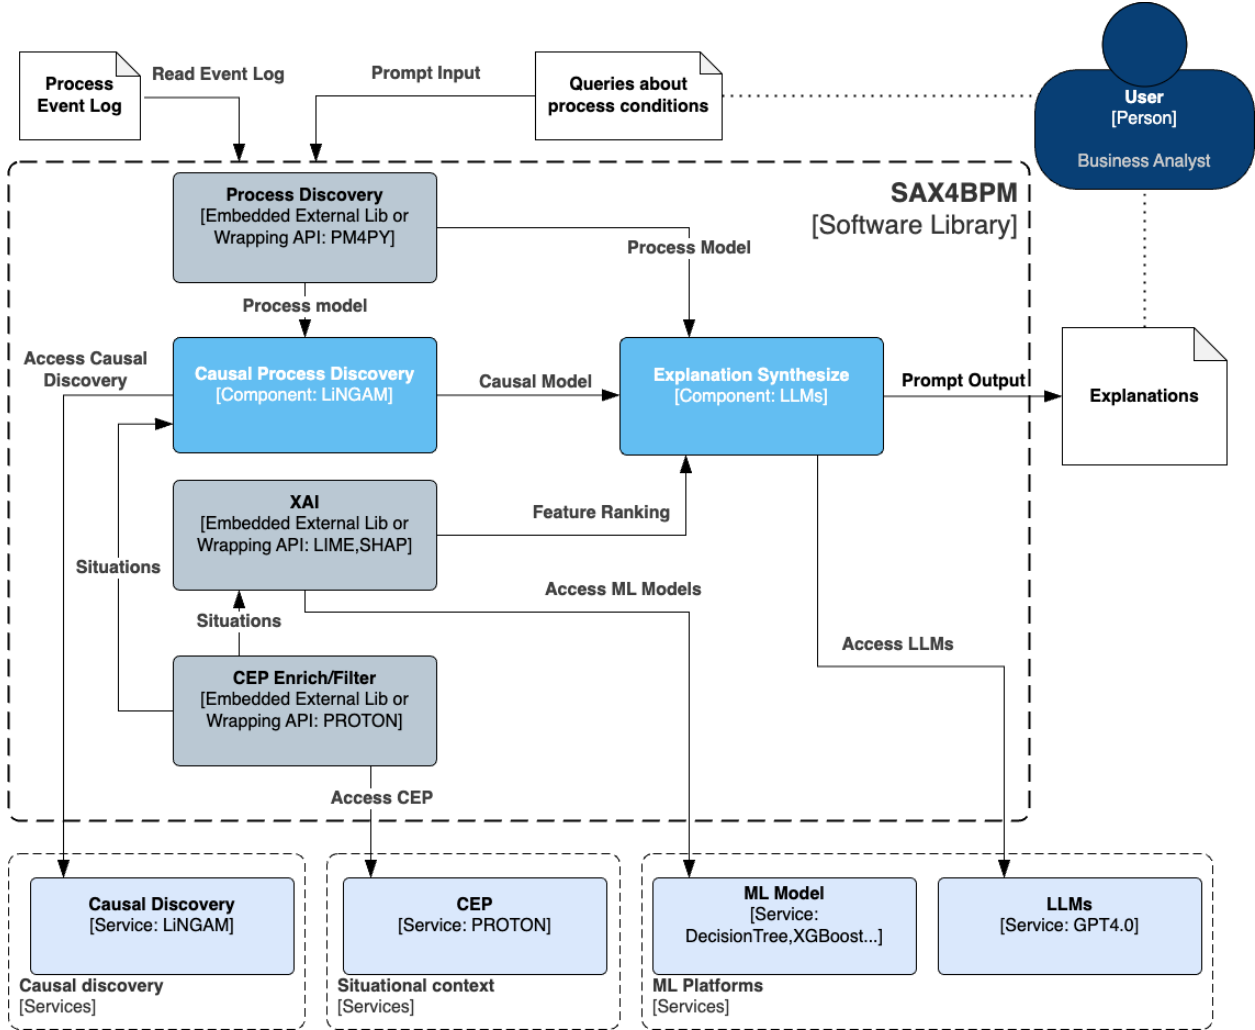 Process
Event Log
Read Event Log
Prompt Input
Queries about
process conditions
User
[Person]
Business Analyst
SAX4BPM
[Software Library]
Process Discovery
[Embedded External Lib or
Wrapping API: PM4PY]
Process Model
Process model
Access Causal
Discovery
Causal Process Discovery
[Component: LiNGAM]
Causal Model
Explanation Synthesize
[Component: LLMs]
Prompt Output
Explanations
XAI
[Embedded External Lib or
Wrapping API: LIME,SHAP]
Feature Ranking
Situations
Access ML Models
Situations
Access LLMs
CEP Enrich/Filter
[Embedded External Lib or
Wrapping API: PROTON]
Access CEP
Causal Discovery
[Service: LiNGAM]
Causal discovery
[Services]
CEP
[Service: PROTON]
Situational context
[Services]
ML Model
[Service:
DecisionTree,XGBoost...]
LLMs
[Service: GPT4.0]
ML Platforms
[Services]